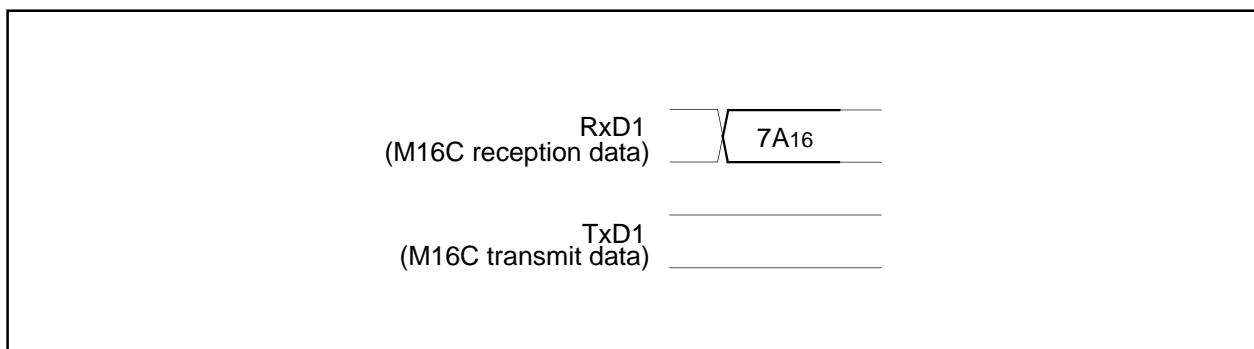 RxD1
(M16C reception data)
7A16
TxD1
(M16C transmit data)